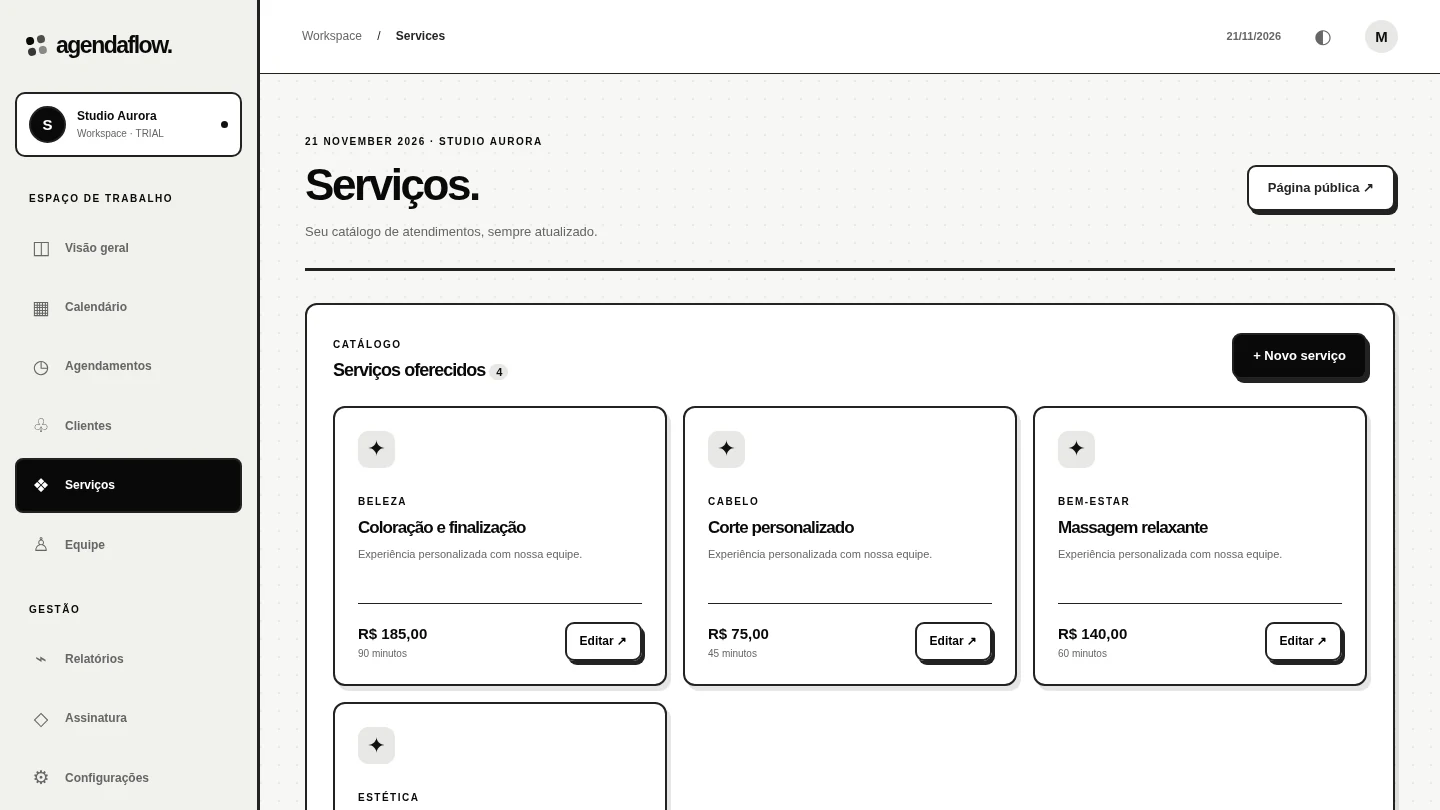 agendaflow.
S
Studio Aurora
Workspace · TRIAL
ESPAÇO DE TRABALHO
Visão geral
Calendário
Agendamentos
Clientes
Serviços
Equipe
GESTÃO
Relatórios
Assinatura
Configurações
Workspace / Services
21/11/2026
M
21 NOVEMBER 2026 · STUDIO AURORA
Serviços.
Seu catálogo de atendimentos, sempre atualizado.
Página pública ↗
CATÁLOGO
Serviços oferecidos 4
+ Novo serviço
BELEZA
Coloração e finalização
Experiência personalizada com nossa equipe.
R$ 185,00
90 minutos
Editar ↗
CABELO
Corte personalizado
Experiência personalizada com nossa equipe.
R$ 75,00
45 minutos
Editar ↗
BEM-ESTAR
Massagem relaxante
Experiência personalizada com nossa equipe.
R$ 140,00
60 minutos
Editar ↗
ESTÉTICA